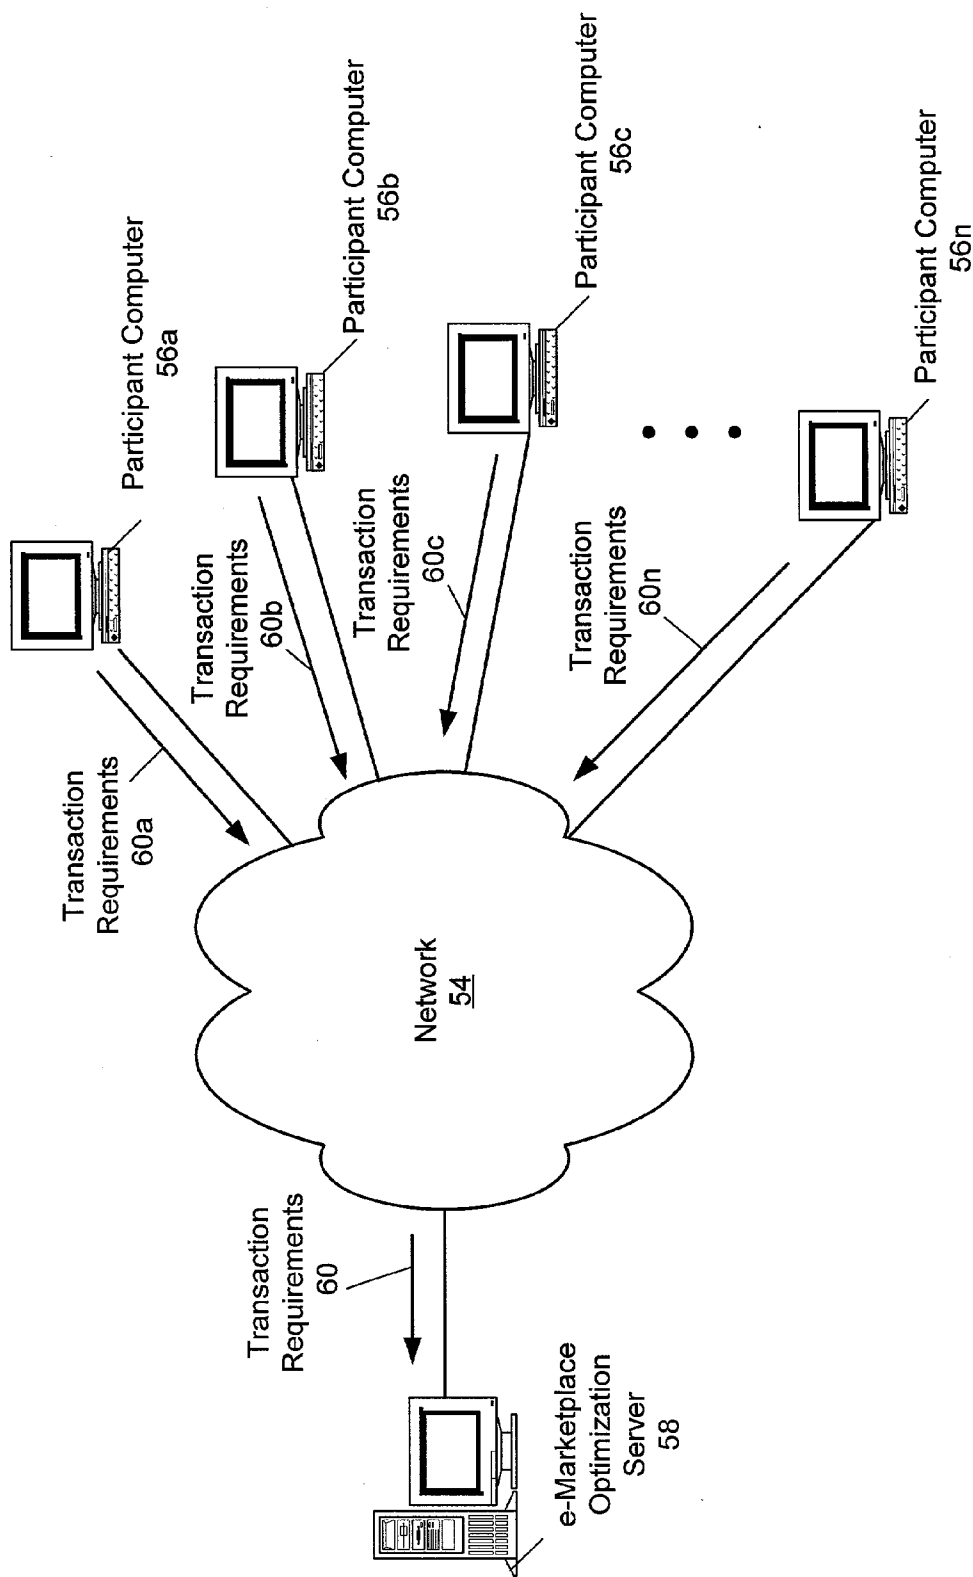 Participant Computer
56a
Participant Computer
56b
Participant Computer
56c
Participant Computer
56n
Transaction
Requirements
60a
Transaction
Requirements
60b
Transaction
Requirements
60c
Transaction
Requirements
60n
Network
54
Transaction
Requirements
60
e-Marketplace
Optimization
Server
58